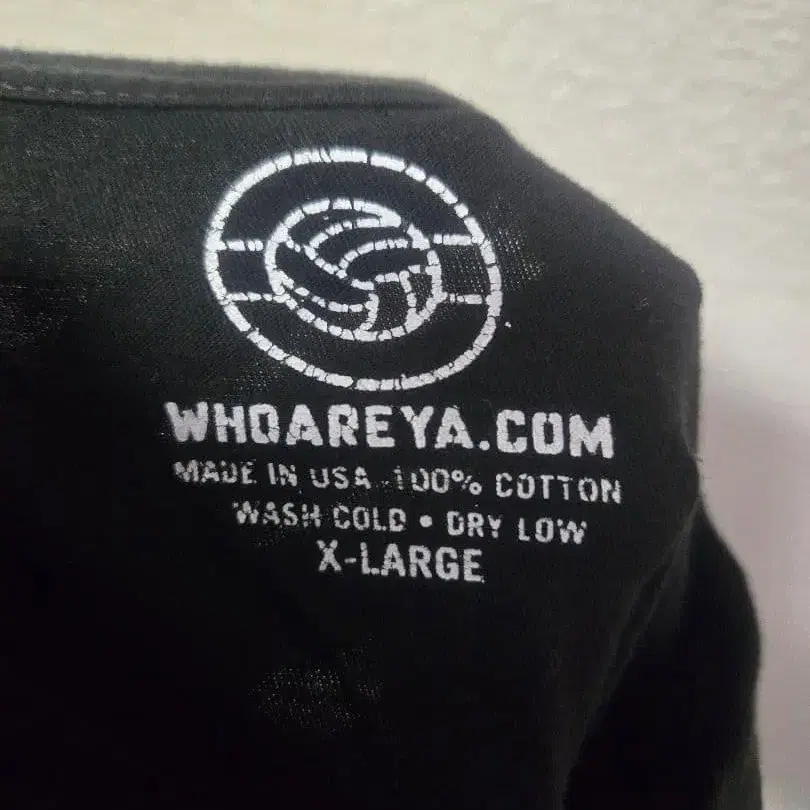 WHOAREYA.COM
MADE IN USA 100% COTTON
WASH COLD • DRY LOW
X-LARGE